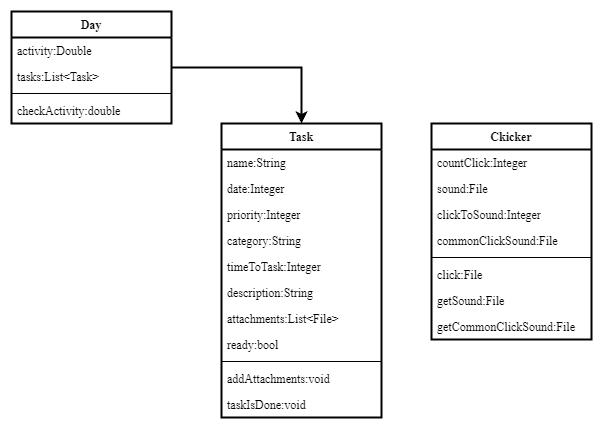 Day
activity:Double
tasks:List<Task>
checkActivity:double
Task
name:String
date:Integer
priority:Integer
category:String
timeToTask:Integer
description:String
attachments:List<File>
ready:bool
addAttachments:void
taskIsDone:void
Ckicker
countClick:Integer
sound:File
clickToSound:Integer
commonClickSound:File
click:File
getSound:File
getCommonClickSound:File